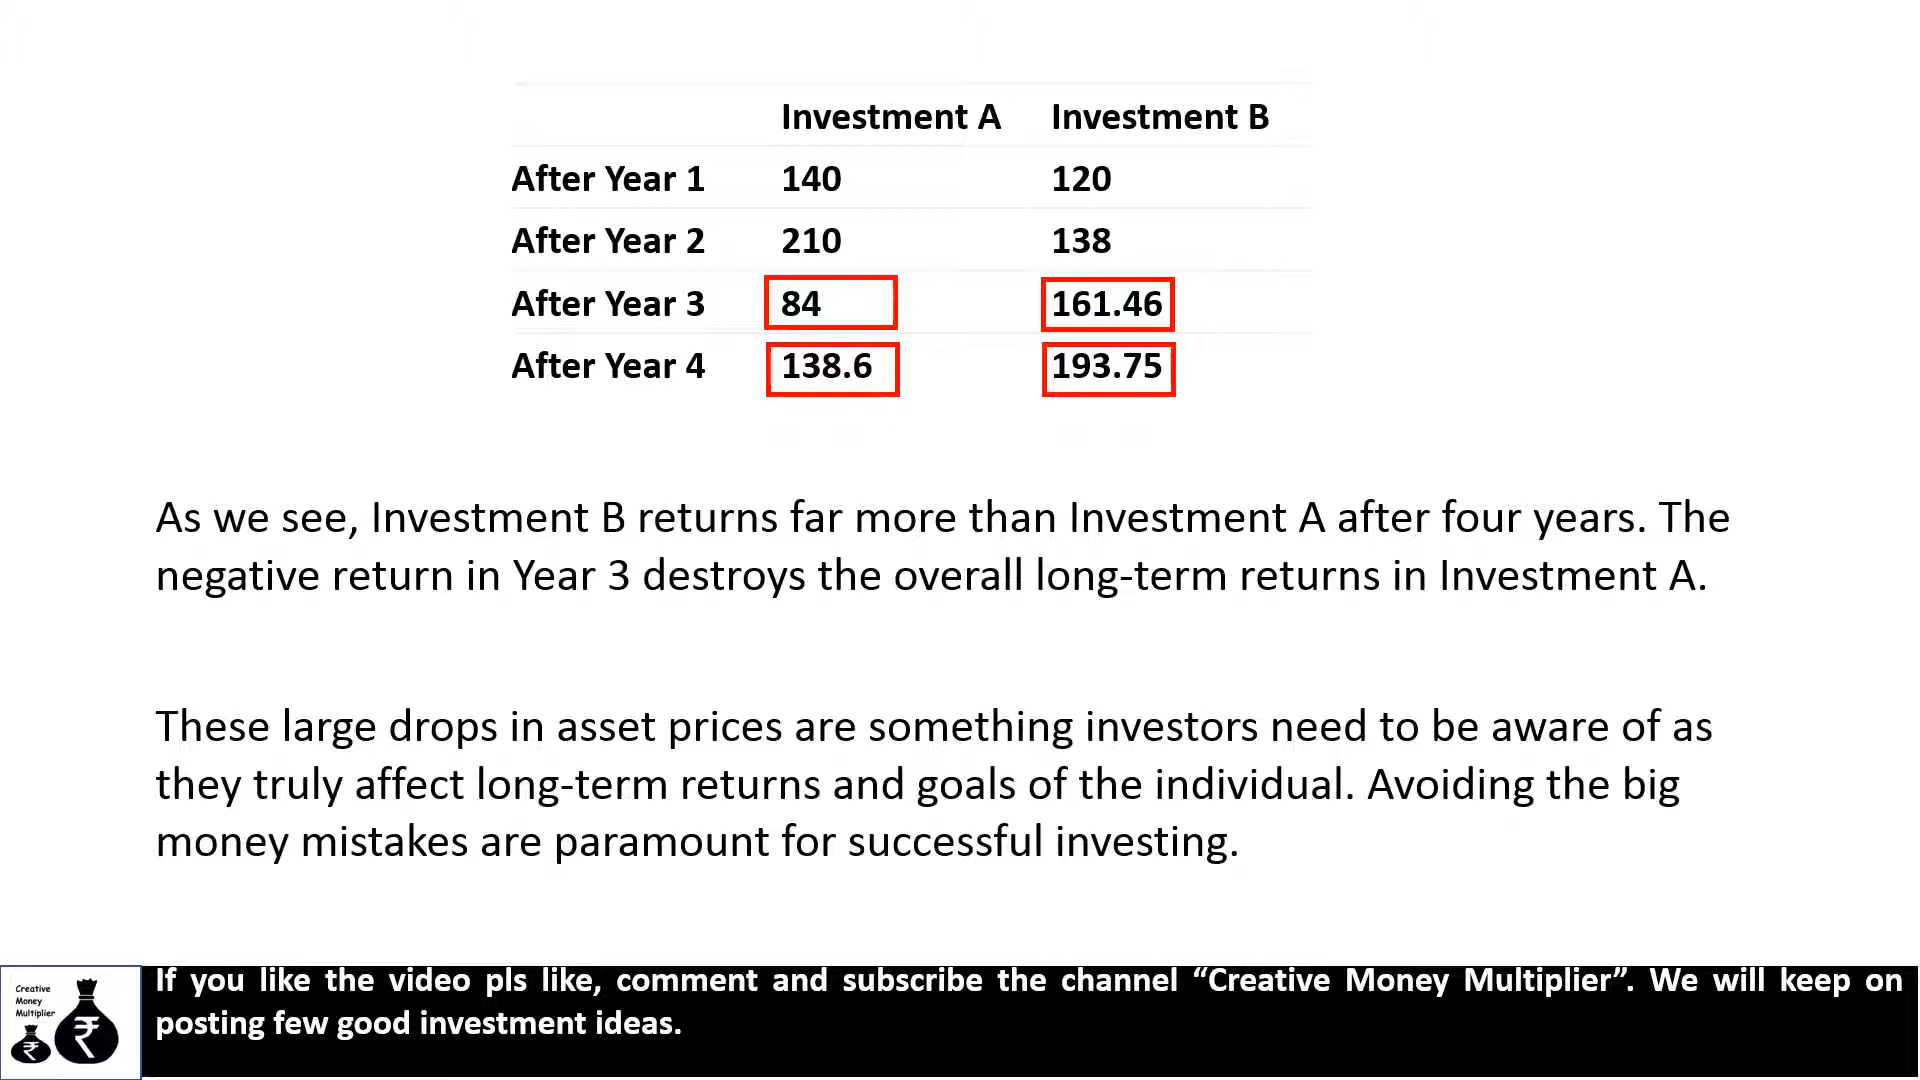 Investment A Investment B
After Year 1 140 120
After Year 2 210 138
After Year 3 84 161.46
After Year 4 138.6 193.75
As we see, Investment B returns far more than Investment A after four years. The
negative return in Year 3 destroys the overall long-term returns in Investment A.
These large drops in asset prices are something investors need to be aware of as
they truly affect long-term returns and goals of the individual. Avoiding the big
money mistakes are paramount for successful investing.
Creative
Money
Multiplier
₹
₹
If you like the video pls like, comment and subscribe the channel “Creative Money Multiplier”. We will keep on
posting few good investment ideas.